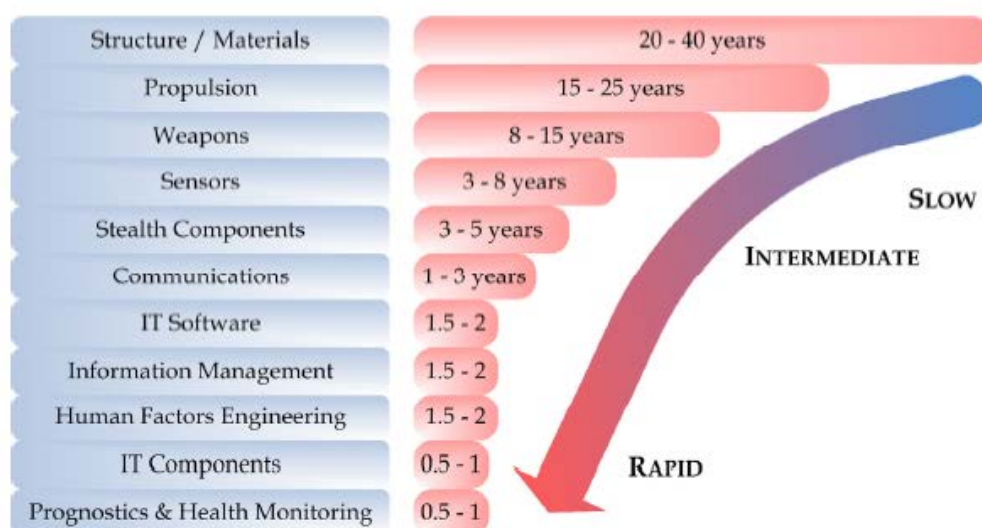 Structure / Materials 20 - 40 years
Propulsion 15 - 25 years
Weapons 8 - 15 years
Sensors 3 - 8 years
SLOW
Stealth Components 3 - 5 years
INTERMEDIATE
Communications 1 - 3 years
IT Software 1.5 - 2
Information Management 1.5 - 2
Human Factors Engineering 1.5 - 2
IT Components 0.5 - 1
RAPID
Prognostics & Health Monitoring 0.5 - 1